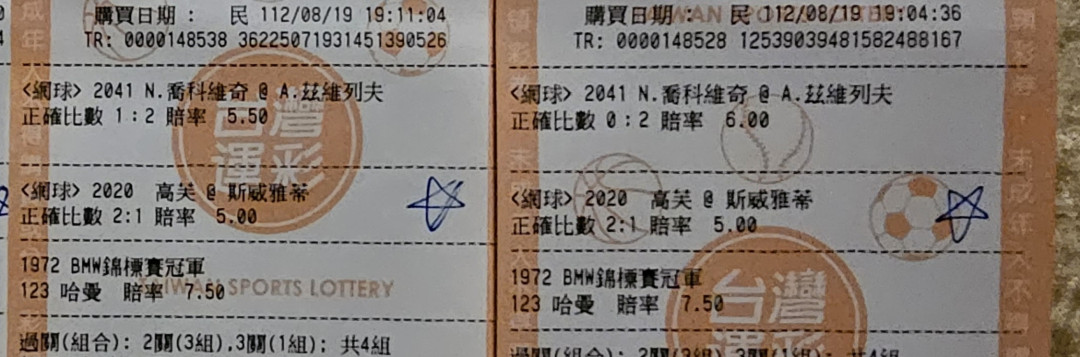 購買日期： 民 112/08/19 19:11:04
TR: 0000148538 3622507193145139​0526
<網球> 2041 N.喬科維奇 @ A.茲維列夫
正確比數 1:2 賠率 5.50
<網球> 2020 高芙 @ 斯威雅蒂
正確比數 2:1 賠率 5.00
1972 BMW錦標賽冠軍
123 哈曼 賠率 7.50
TAIWAN SPORTS LOTTERY
過關(組合): 2關(3組),3關(1組): 共4組
台灣
運彩
購買日期： 民 112/08/19 19:04:36
TR: 0000148528 12539039481582488167
<網球> 2041 N.喬科維奇 @ A.茲維列夫
正確比數 0:2 賠率 6.00
<網球> 2020 高芙 @ 斯威雅蒂
正確比數 2:1 賠率 5.00
1972 BMW錦標賽冠軍
123 哈曼 賠率 7.50
台灣
運彩